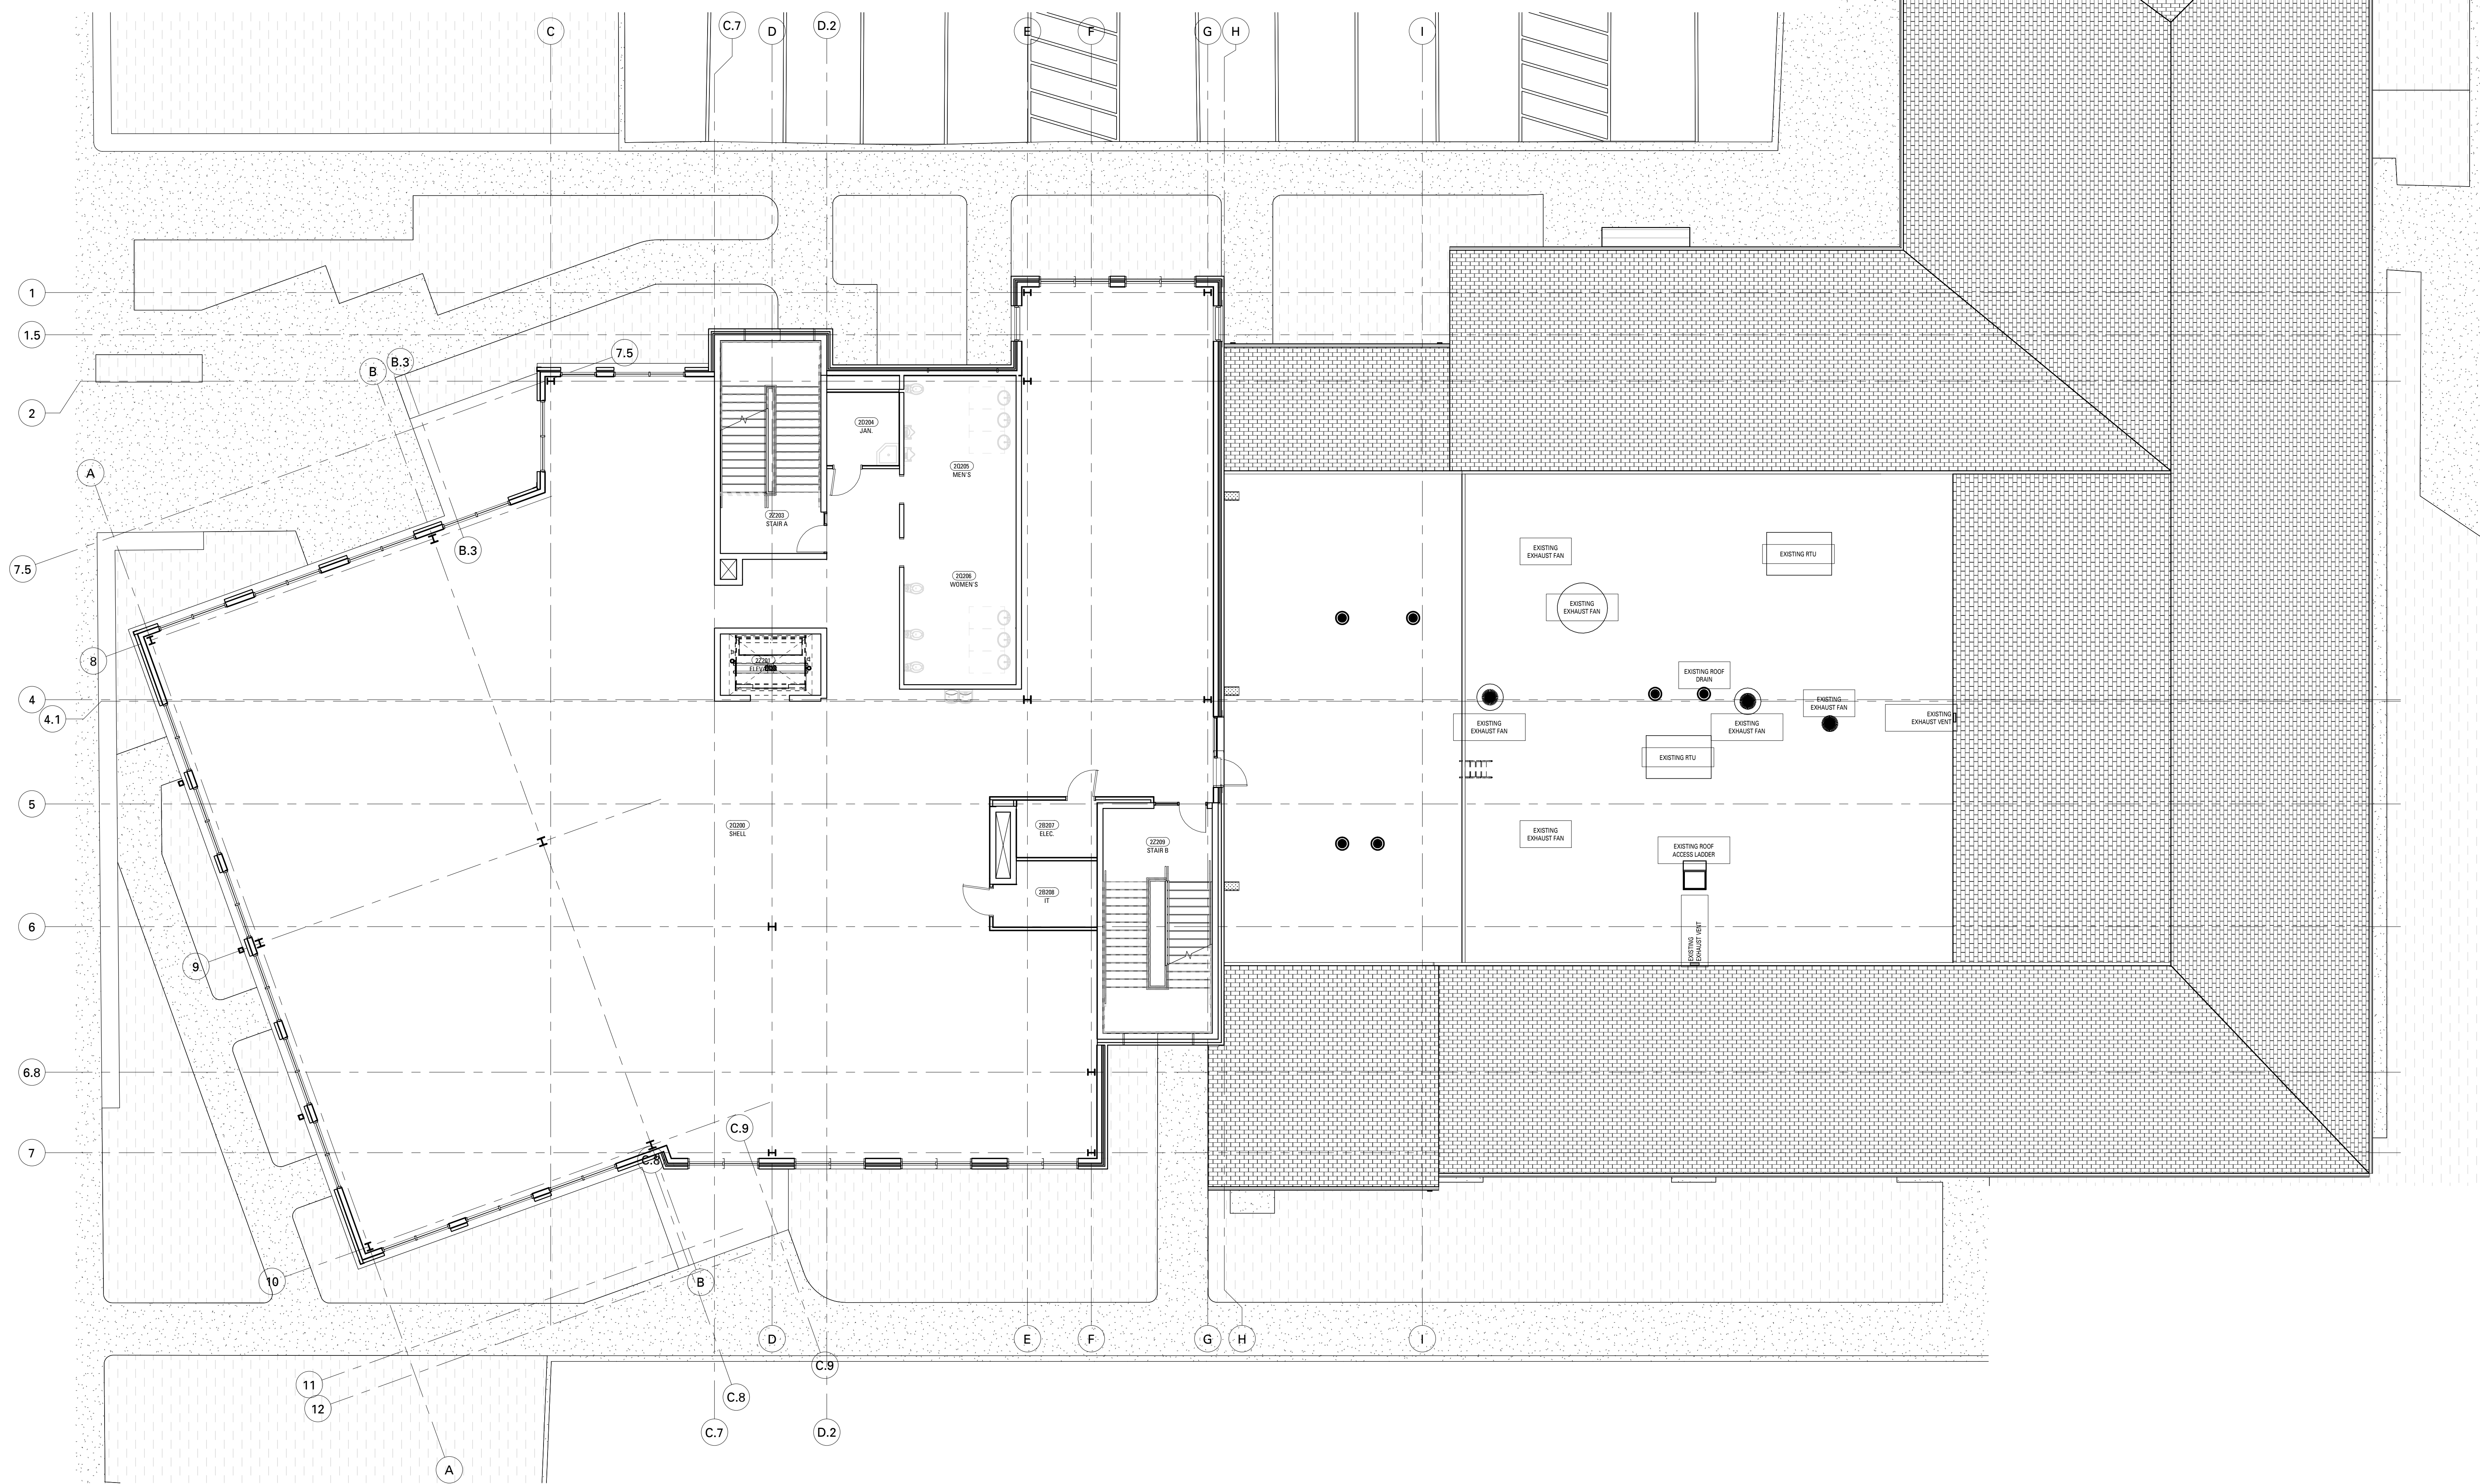 C
C.7
D
D.2
E
F
G
H
I
1
1.5
7.5
B
B.3
2
A
2D204
JAN.
2Q205
MEN'S
2Z203
STAIR A
B.3
7.5
EXISTING
EXHAUST FAN
EXISTING RTU
2Q206
WOMEN'S
EXISTING
EXHAUST FAN
8
2Z201
EXISTING ROOF
DRAIN
4
4.1
EXISTING
EXHAUST FAN
EXISTING
EXHAUST FAN
EXISTING
EXHAUST FAN
EXISTING
EXHAUST VENT
EXISTING RTU
5
2Q200
SHELL
2B207
ELEC.
2Z209
STAIR B
EXISTING
EXHAUST FAN
EXISTING ROOF
ACCESS LADDER
2B208
IT
6
EXISTING
EXHAUST VENT
9
6.8
C.9
7
C.8
10
B
D
E
F
G
H
I
C.9
11
12
C.8
C.7
D.2
A